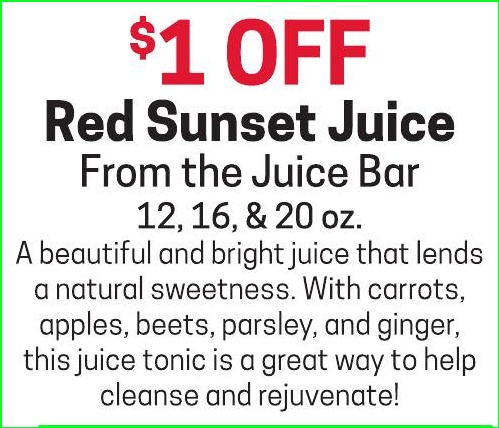 $1 OFF
Red Sunset Juice
From the Juice Bar
12, 16, & 20 oz.
A beautiful and bright juice that lends
a natural sweetness. With carrots,
apples, beets, parsley, and ginger,
this juice tonic is a great way to help
cleanse and rejuvenate!